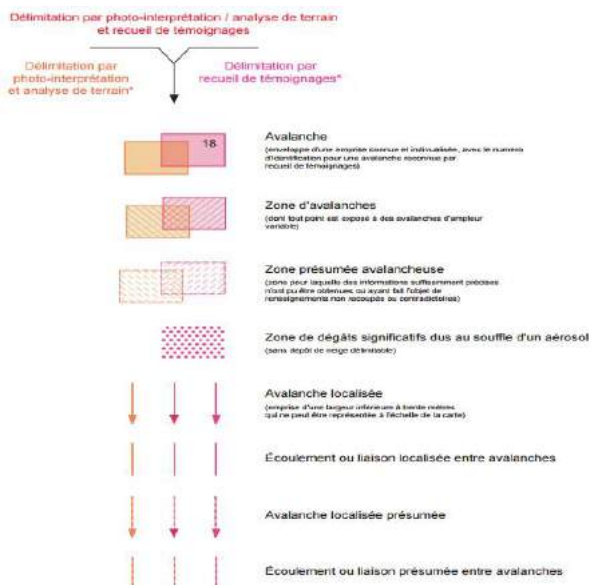 Délimitation par photo-interprétation / analyse de terrain
et recueil de témoignages
Délimitation par
photo-interprétation
et analyse de terrain*
Délimitation par
recueil de témoignages*
18
Avalanche
(enveloppe d'une emprise connue et individualisée, avec le numéro
d'identification pour une avalanche reconnue par
recueil de témoignages)
Zone d'avalanches
(dont tout point est exposé à des avalanches d'ampleur
variable)
Zone présumée avalancheuse
(zone pour laquelle des informations suffisamment précises
n'ont pu être obtenues ou ayant fait l'objet de
renseignements non recoupés ou contradictoires)
Zone de dégâts significatifs dus au souffle d'un aérosol
(sans dépôt de neige délimitable)
Avalanche localisée
(emprise d'une largeur inférieure à trente mètres
qui ne peut être représentée à l'échelle de la carte)
Écoulement ou liaison localisée entre avalanches
Avalanche localisée présumée
Écoulement ou liaison présumée entre avalanches